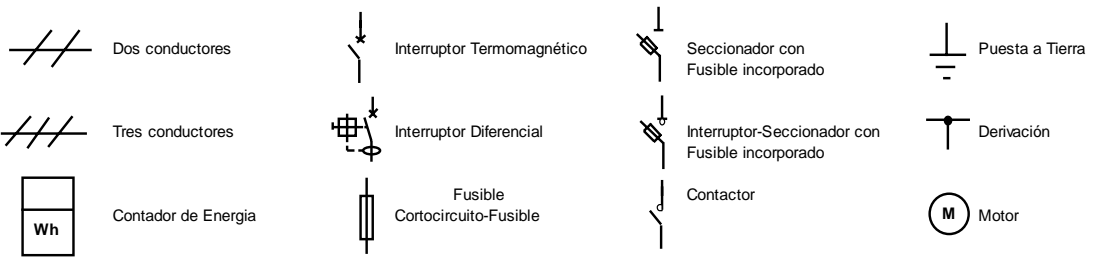 Dos conductores
Interruptor Termomagnético
Seccionador con
Fusible incorporado
Puesta a Tierra
Tres conductores
Interruptor Diferencial
Interruptor-Seccionador con
Fusible incorporado
Derivación
Wh
Contador de Energia
Fusible
Cortocircuito-Fusible
Contactor
M
Motor